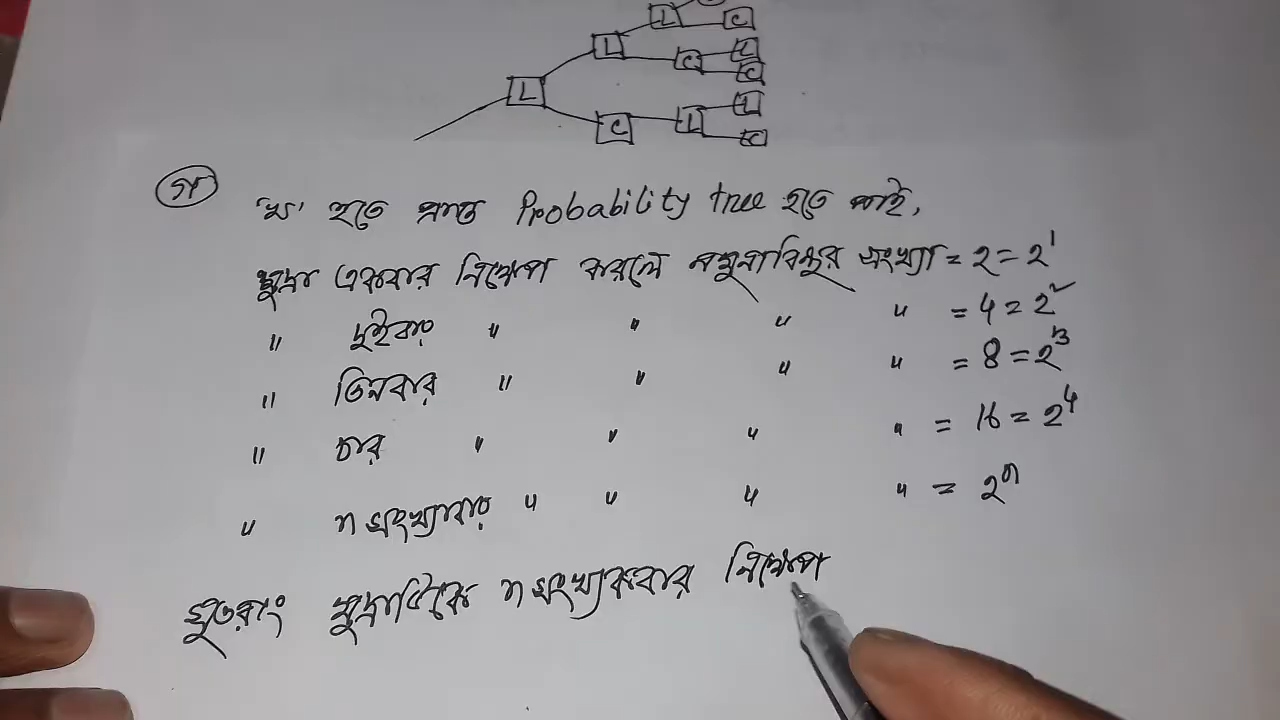 L C
L L
C C
L
L
C L C
গ
'খ' হতে প্রাপ্ত Probability tree হতে পাই,
মুদ্রা একবার নিক্ষেপ করলে নমুনাবিন্দুর সংখ্যা = 2 = 2¹
" দুইবার " " " " = 4 = 2²
" তিনবার " " " " = 8 = 2³
" চার " " " " = 16 = 2⁴
" n সংখ্যাবার " " " " = 2ⁿ
সুতরাং মুদ্রাটিকে n সংখ্যকবার নিক্ষেপ